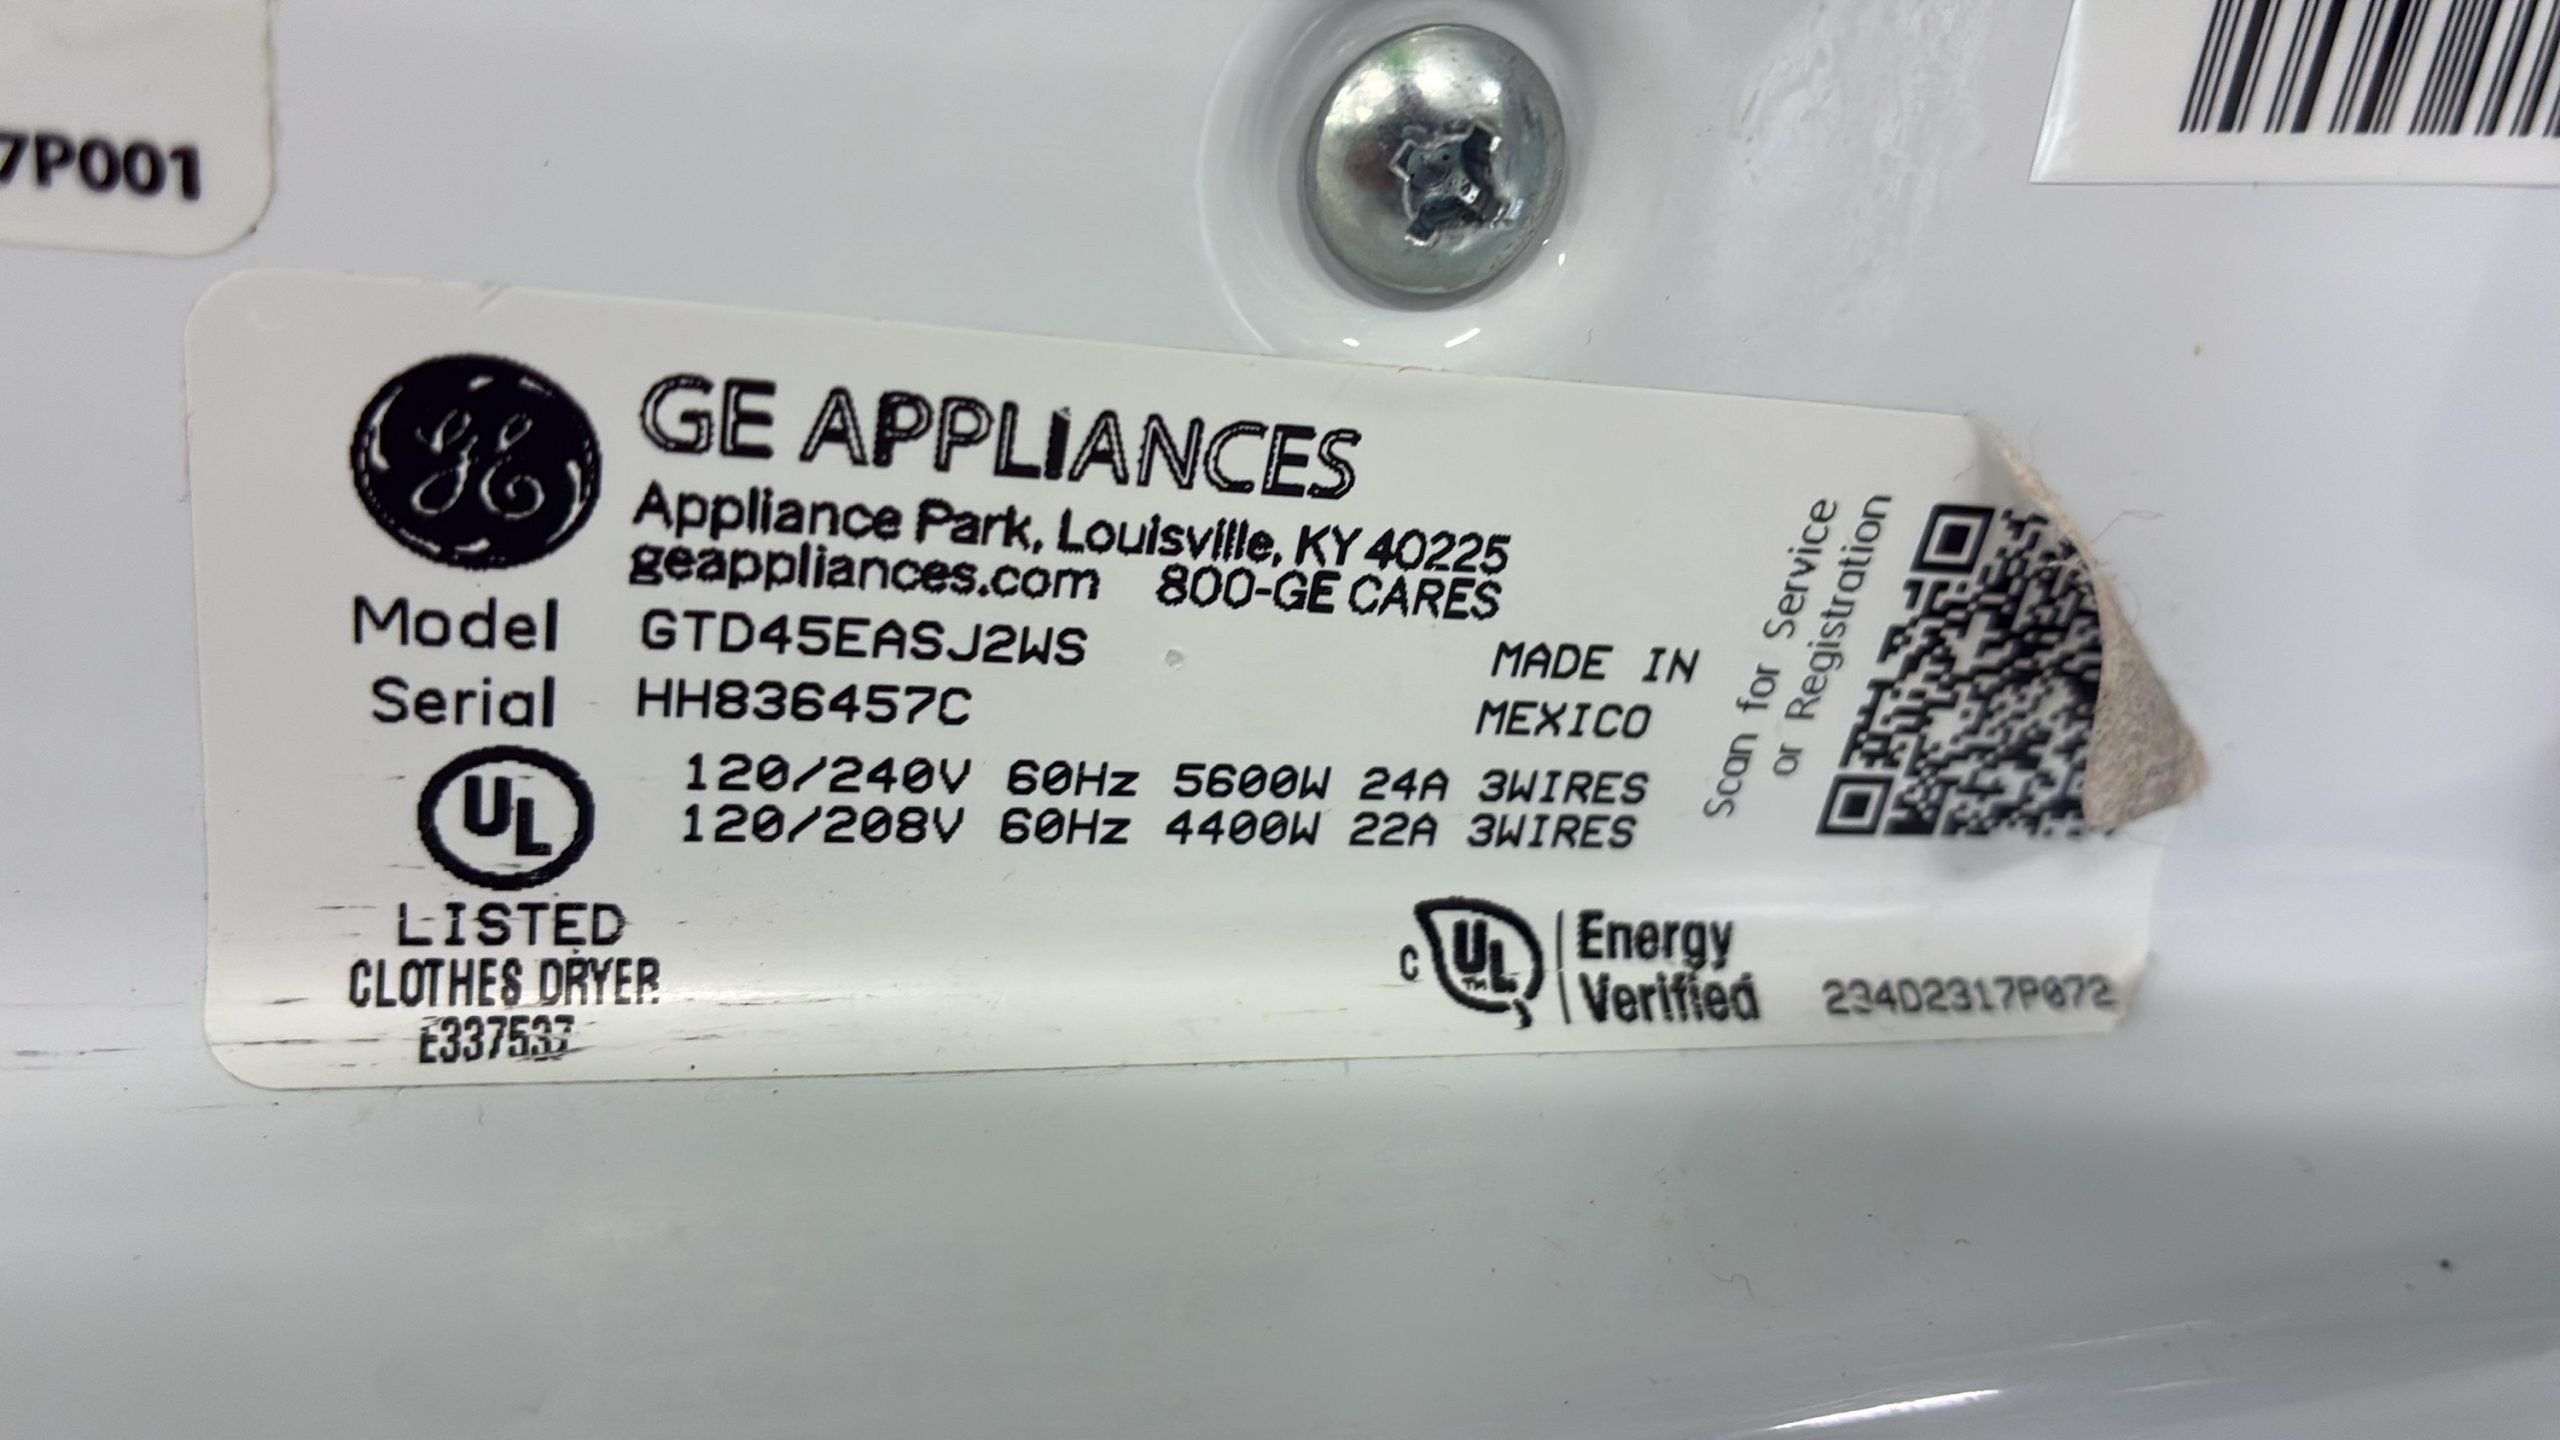 7P001
GE APPLIANCES
Appliance Park, Louisville, KY 40225
geappliances.com 800-GE CARES
Model GTD45EASJ2WS
Serial HH836457C
MADE IN
MEXICO
120/240V 60Hz 5600W 24A 3WIRES
120/208V 60Hz 4400W 22A 3WIRES
Scan for Service
or Registration
UL
LISTED
CLOTHES DRYER
E337537
C UL TM
Energy
Verified
234D2317P072